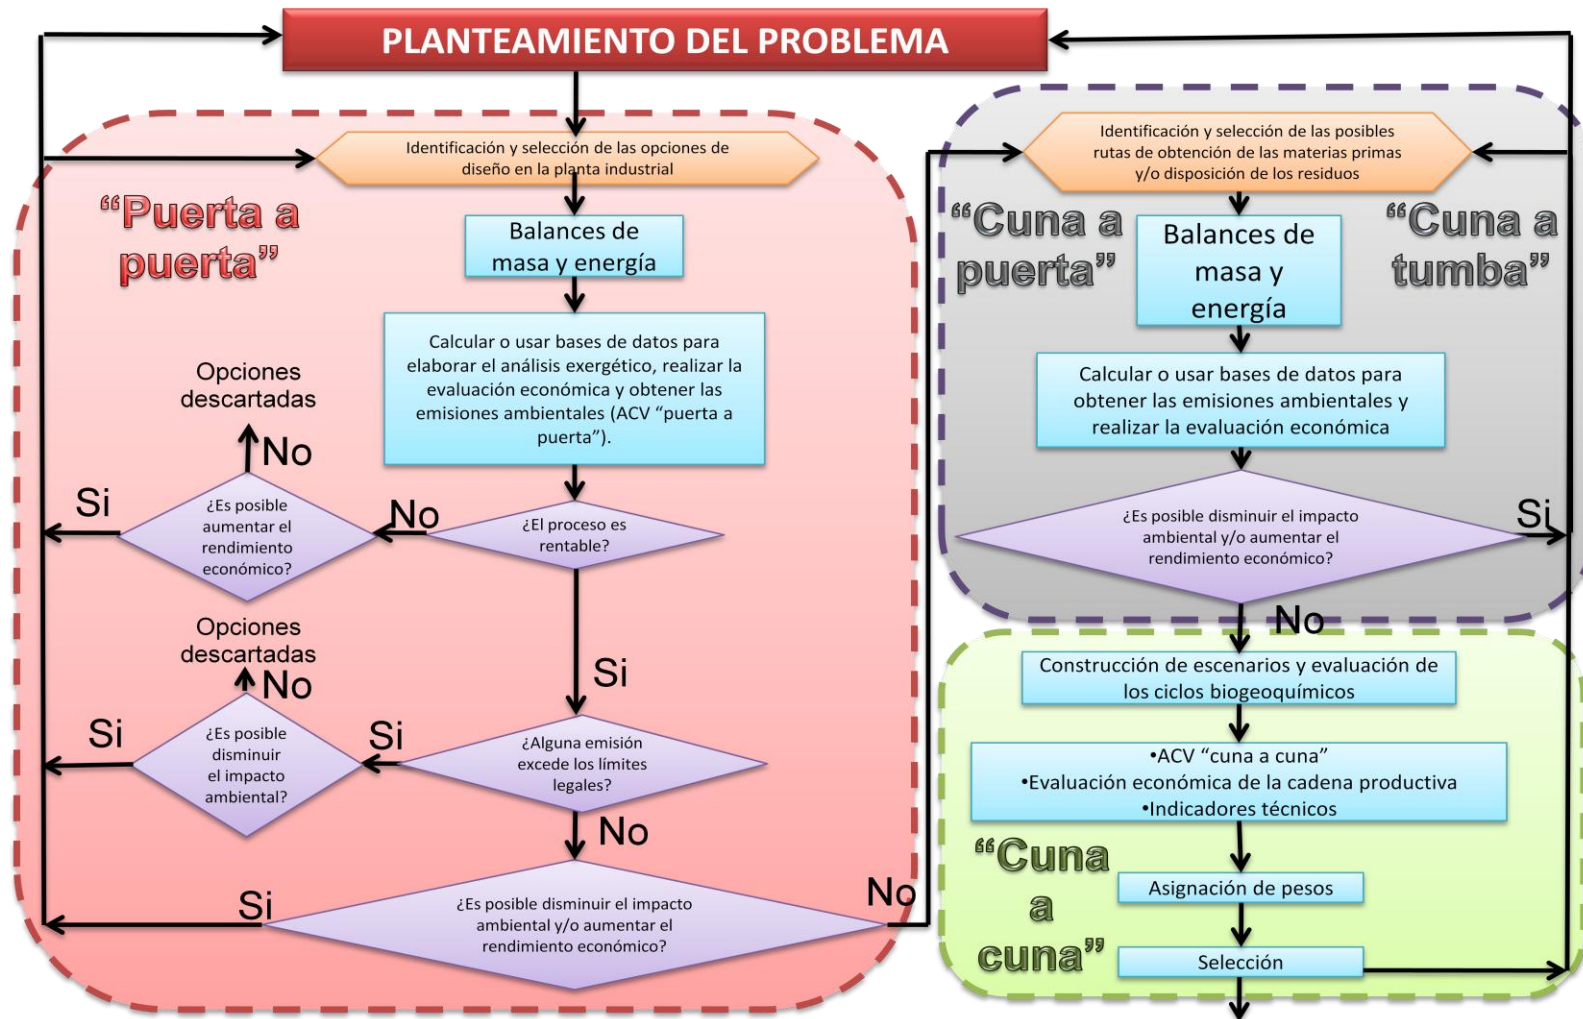 PLANTEAMIENTO DEL PROBLEMA
Identificación y selección de las opciones de
diseño en la planta industrial
“Puerta a
puerta”
Balances de
masa y energía
Calcular o usar bases de datos para
elaborar el análisis exergético, realizar la
evaluación económica y obtener las
emisiones ambientales (ACV “puerta a
puerta”).
Opciones
descartadas
No
Si
¿Es posible
aumentar el
rendimiento
económico?
No
¿El proceso es
rentable?
Opciones
descartadas
No
Si
Si
¿Es posible
disminuir
el impacto
ambiental?
Si
¿Alguna emisión
excede los límites
legales?
No
Si
¿Es posible disminuir el impacto
ambiental y/o aumentar el
rendimiento económico?
No
Identificación y selección de las posibles
rutas de obtención de las materias primas
y/o disposición de los residuos
“Cuna a
puerta”
“Cuna a
tumba”
Balances de
masa y
energía
Calcular o usar bases de datos para
obtener las emisiones ambientales y
realizar la evaluación económica
¿Es posible disminuir el impacto
ambiental y/o aumentar el
rendimiento económico?
Si
No
Construcción de escenarios y evaluación de
los ciclos biogeoquímicos
•ACV “cuna a cuna”
•Evaluación económica de la cadena productiva
•Indicadores técnicos
“Cuna
a
cuna”
Asignación de pesos
Selección